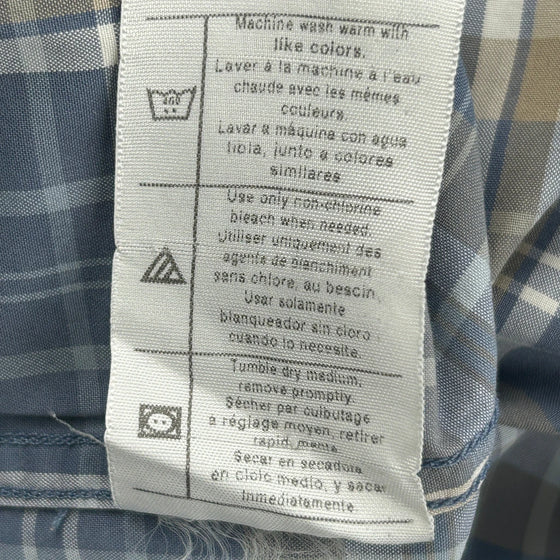 Machine wash warm with
like colors.
Laver à la machine à l'eau
chaude avec les mêmes
couleurs.
Lavar a máquina con agua
tibia, junto a colores
similares
Use only non-chlorine
bleach when needed.
Utiliser uniquement des
agents de blanchiment
sans chlore, au besoin.
Usar solamente
blanqueador sin cloro
cuando lo necesite.
Tumble dry medium,
remove promptly.
Sécher par culbutage
à réglage moyen, retirer
rapid
Secar en secadora
en ciclo medio, y sacar
immediatamente